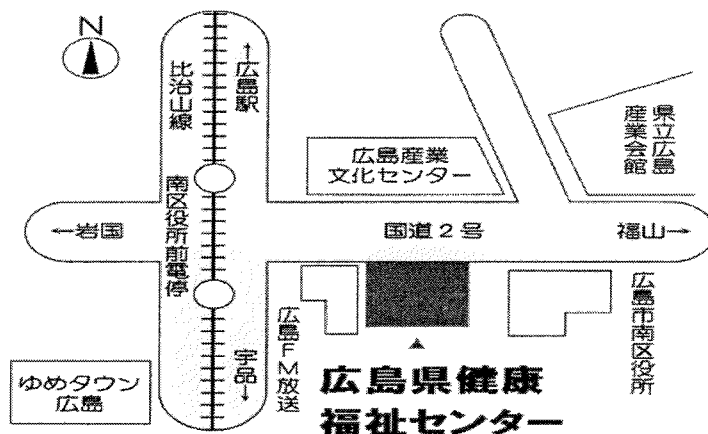 N
比治山線
←広島駅
広島産業
文化センター
県立広島
産業会館
南区役所前電停
←岩国
国道2号
福山→
広島FM放送
広島市南区役所
宇品→
ゆめタウン
広島
広島県健康
福祉センター